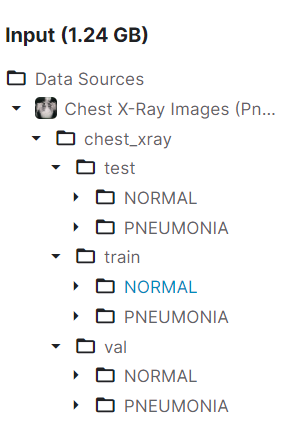 Input (1.24 GB)
Data Sources
Chest X-Ray Images (Pn...
chest_xray
test
NORMAL
PNEUMONIA
train
NORMAL
PNEUMONIA
val
NORMAL
PNEUMONIA